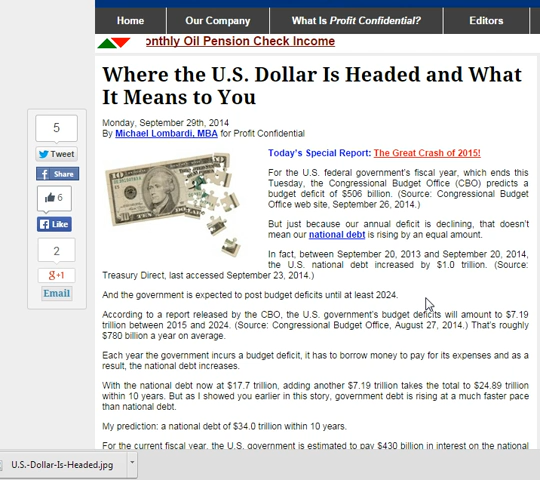 Home
Our Company
What Is Profit Confidential?
Editors
onthly Oil Pension Check Income
Where the U.S. Dollar Is Headed and What
It Means to You
Monday, September 29th, 2014
By Michael Lombardi, MBA for Profit Confidential
5
Tweet
Share
6
Like
2
g+1
Email
Today's Special Report: The Great Crash of 2015!
For the U.S. federal government's fiscal year, which ends this
Tuesday, the Congressional Budget Office (CBO) predicts a
budget deficit of $506 billion. (Source: Congressional Budget
Office web site, September 26, 2014.)
But just because our annual deficit is declining, that doesn't
mean our national debt is rising by an equal amount.
In fact, between September 20, 2013 and September 20, 2014,
the U.S. national debt increased by $1.0 trillion. (Source:
Treasury Direct, last accessed September 23, 2014.)
And the government is expected to post budget deficits until at least 2024.
According to a report released by the CBO, the U.S. government's budget deficits will amount to $7.19
trillion between 2015 and 2024. (Source: Congressional Budget Office, August 27, 2014.) That's roughly
$780 billion a year on average.
Each year the government incurs a budget deficit, it has to borrow money to pay for its expenses and as a
result, the national debt increases.
With the national debt now at $17.7 trillion, adding another $7.19 trillion takes the total to $24.89 trillion
within 10 years. But as I showed you earlier in this story, government debt is rising at a much faster pace
than national debt.
My prediction: a national debt of $34.0 trillion within 10 years.
For the current fiscal year, the U.S. government is estimated to pay $430 billion in interest on the national
U.S.-Dollar-Is-Headed.jpg